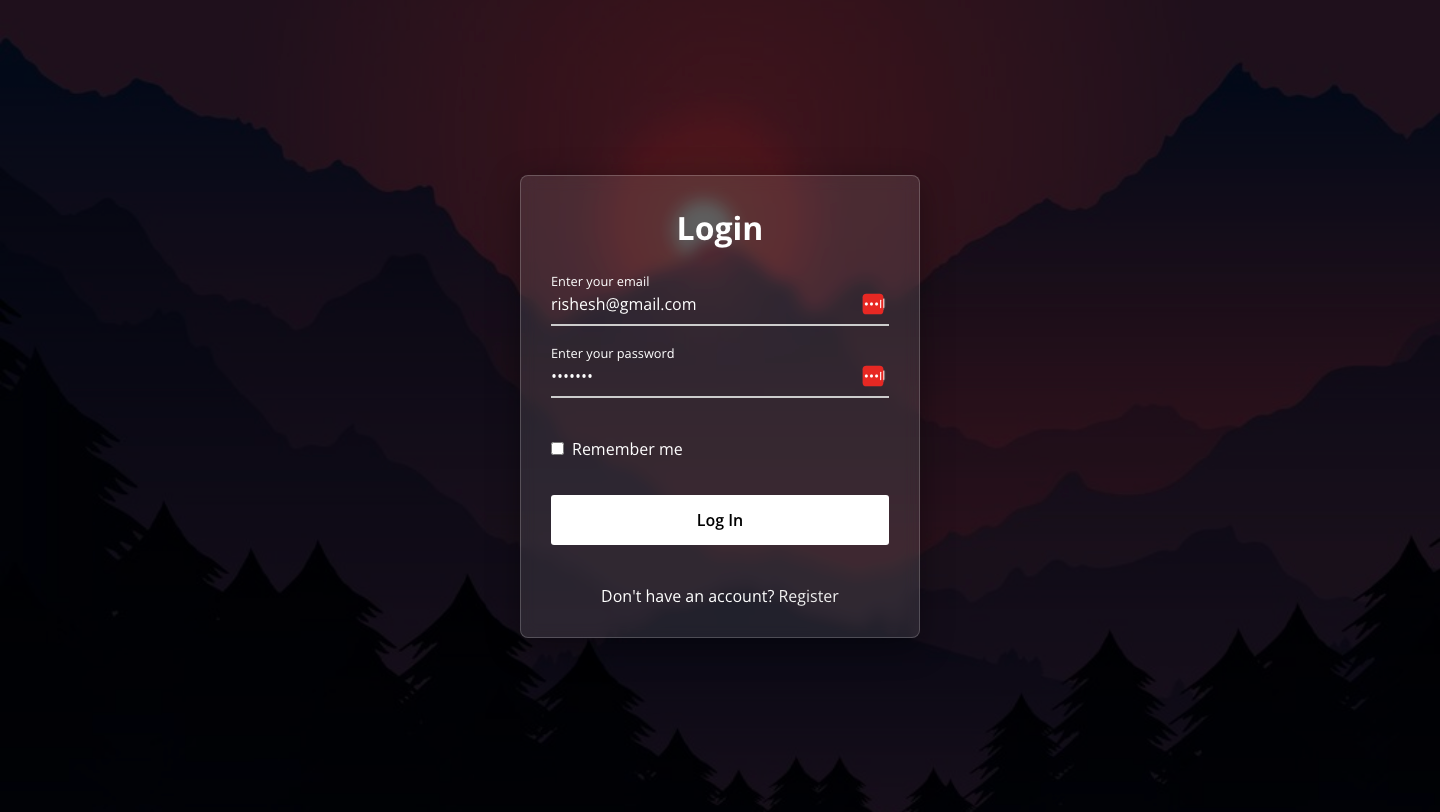 Login
Enter your email
rishesh@gmail.com
Enter your password
•••••••
Remember me
Log In
Don't have an account? Register